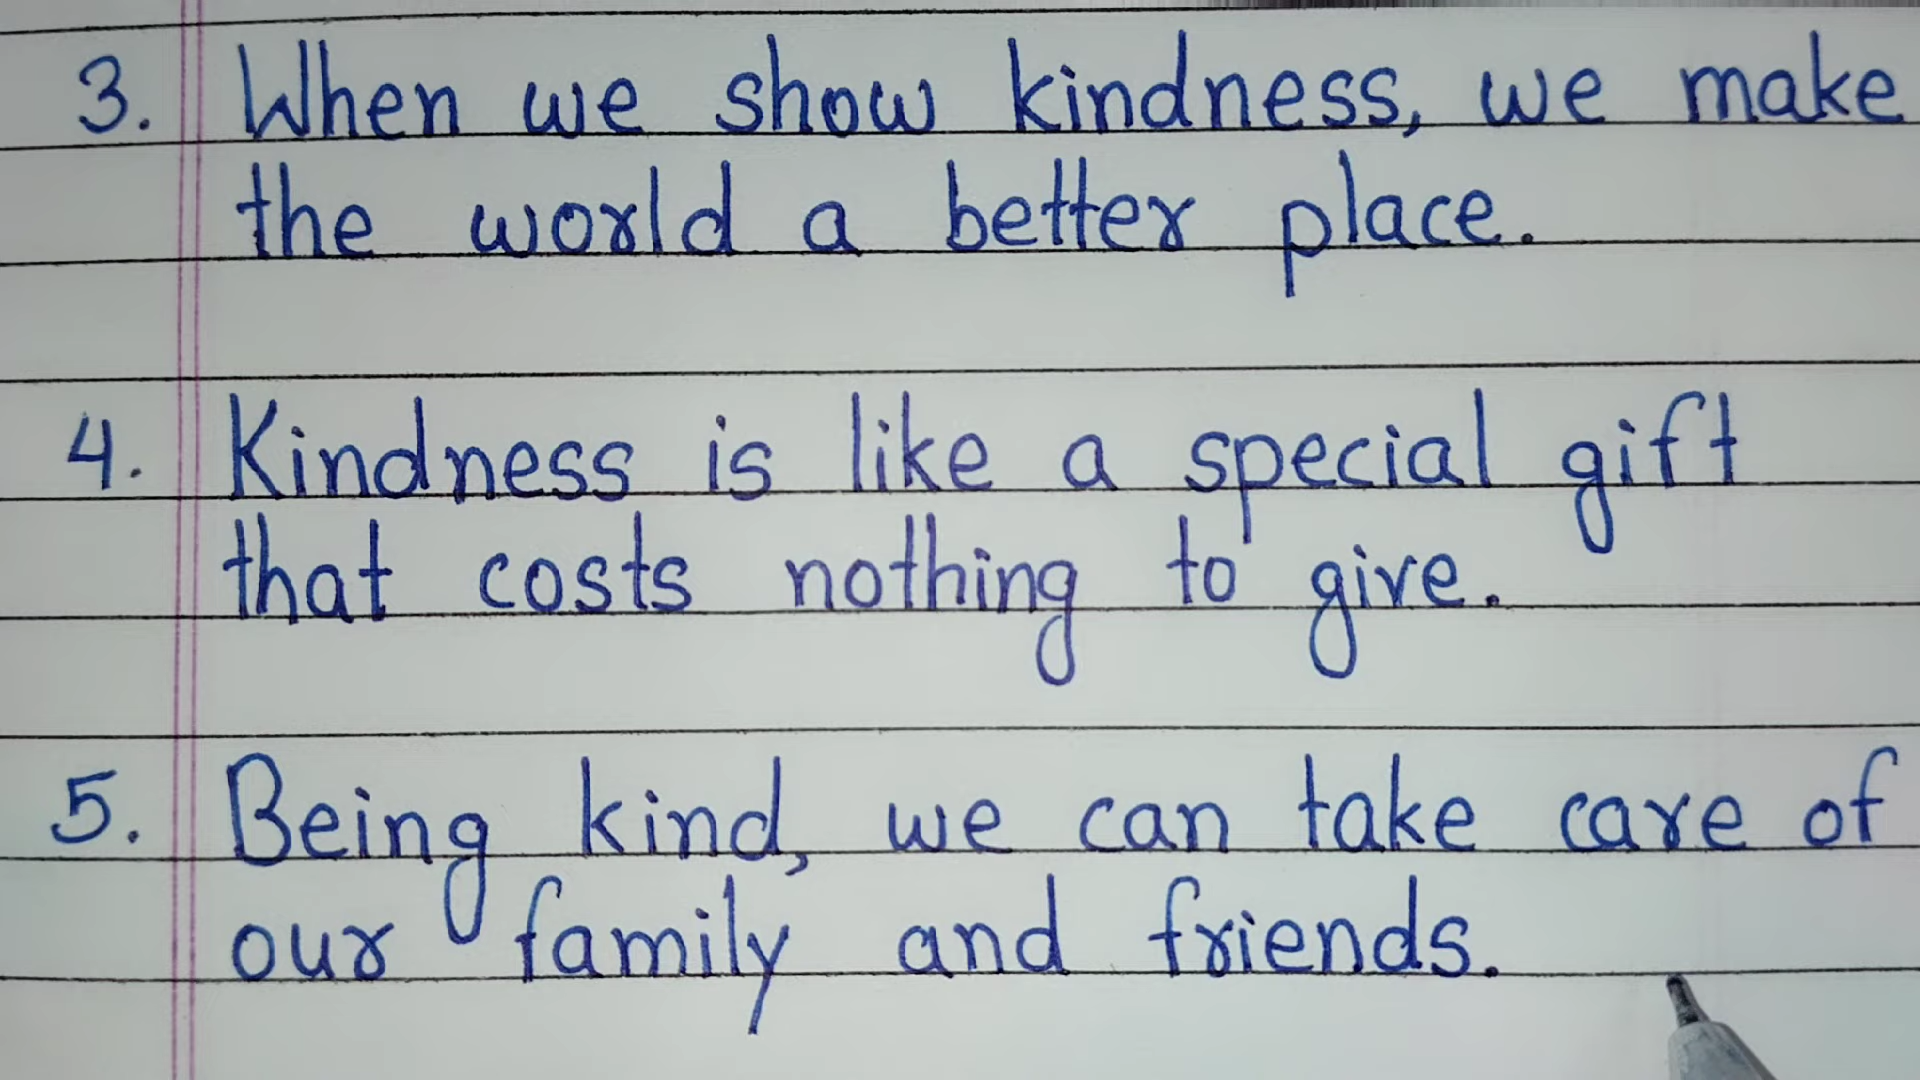 3. When we show kindness, we make
the world a better place.
4. Kindness is like a special gift
that costs nothing to give.
5. Being kind, we can take care of
our family and friends.